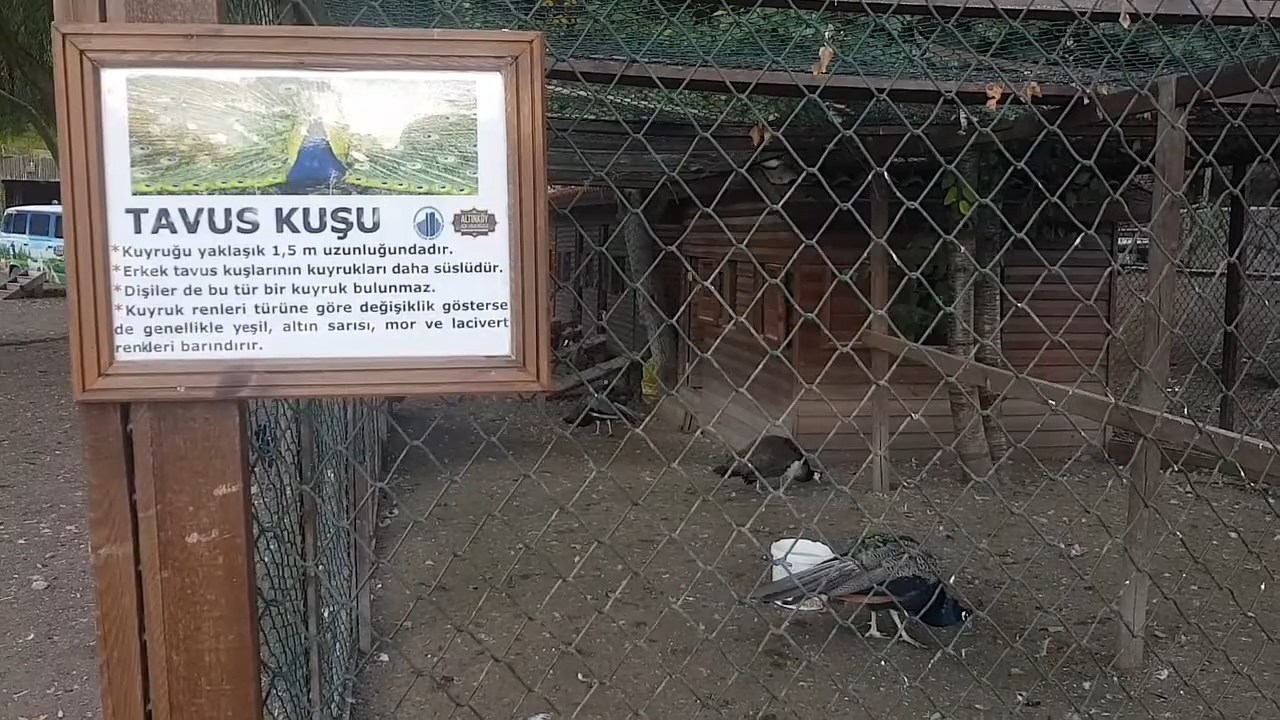 TAVUS KUŞU
ALTINKÖY
*Kuyruğu yaklaşık 1,5 m uzunluğundadır.
*Erkek tavus kuşlarının kuyrukları daha süslüdür.
*Dişiler de bu tür bir kuyruk bulunmaz.
*Kuyruk renleri türüne göre değişiklik gösterse
de genellikle yeşil, altın sarısı, mor ve lacivert
renkleri barındırır.